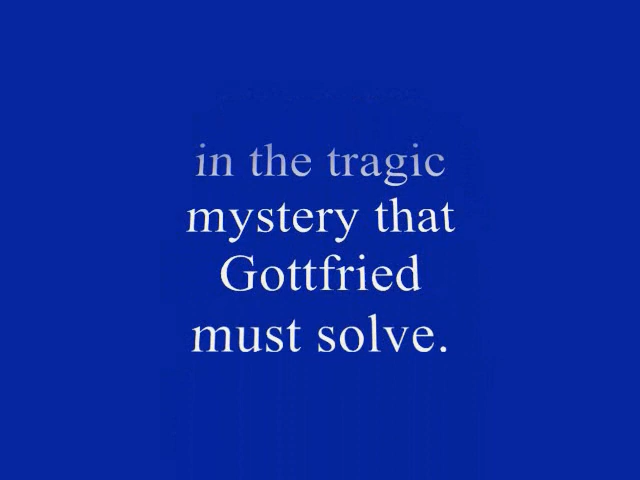 in the tragic
mystery that
Gottfried
must solve.